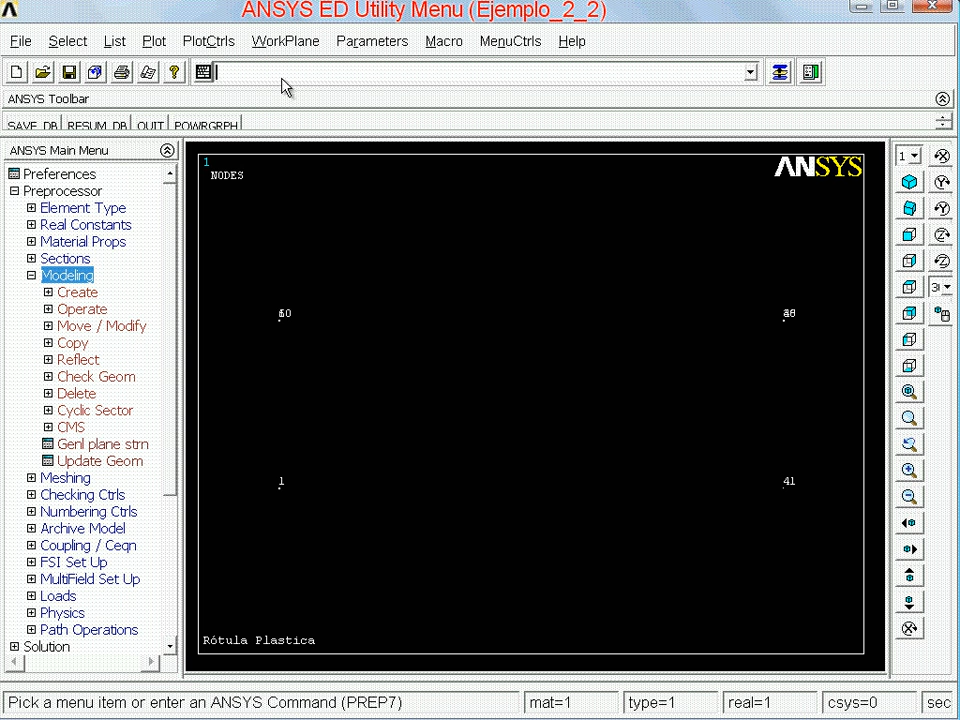 ANSYS ED Utility Menu (Ejemplo_2_2)
File Select List Plot PlotCtrls WorkPlane Parameters Macro MenuCtrls Help
ANSYS Toolbar
SAVE_DB RESUM_DB QUIT POWRGRPH
ANSYS Main Menu
Preferences
Preprocessor
Element Type
Real Constants
Material Props
Sections
Modeling
Create
Operate
Move / Modify
Copy
Reflect
Check Geom
Delete
Cyclic Sector
CMS
Genl plane strn
Update Geom
Meshing
Checking Ctrls
Numbering Ctrls
Archive Model
Coupling / Ceqn
FSI Set Up
MultiField Set Up
Loads
Physics
Path Operations
Solution
1
NODES
ANSYS
1
41
Rótula Plastica
1
Pick a menu item or enter an ANSYS Command (PREP7) mat=1 type=1 real=1 csys=0 sec